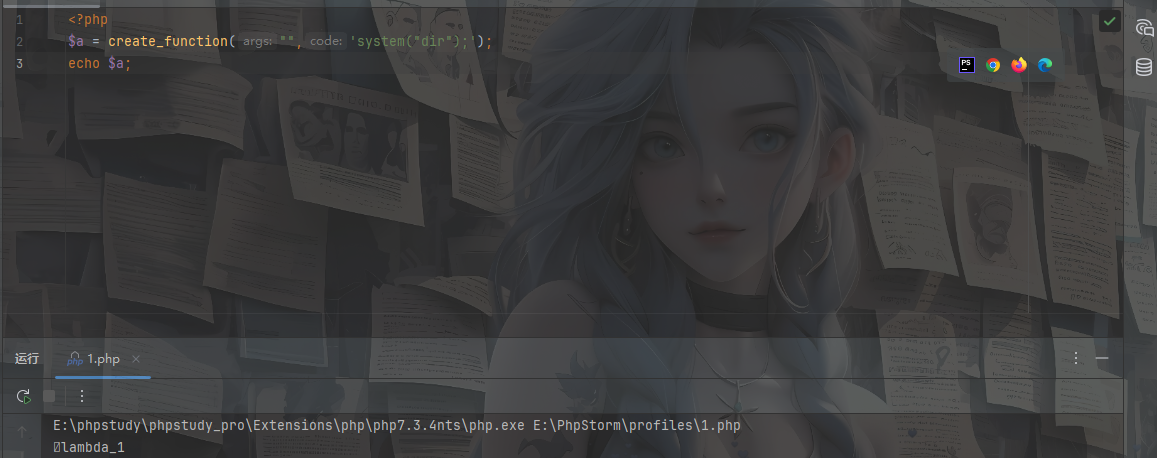 1 <?php
2 $a = create_function( args: "", code: 'system("dir");');
3 echo $a;
PS
运行 php 1.php
E:\phpstudy\phpstudy_pro\Extensions\php\php7.3.4nts\php.exe E:\PhpStorm\profiles\1.php
lambda_1